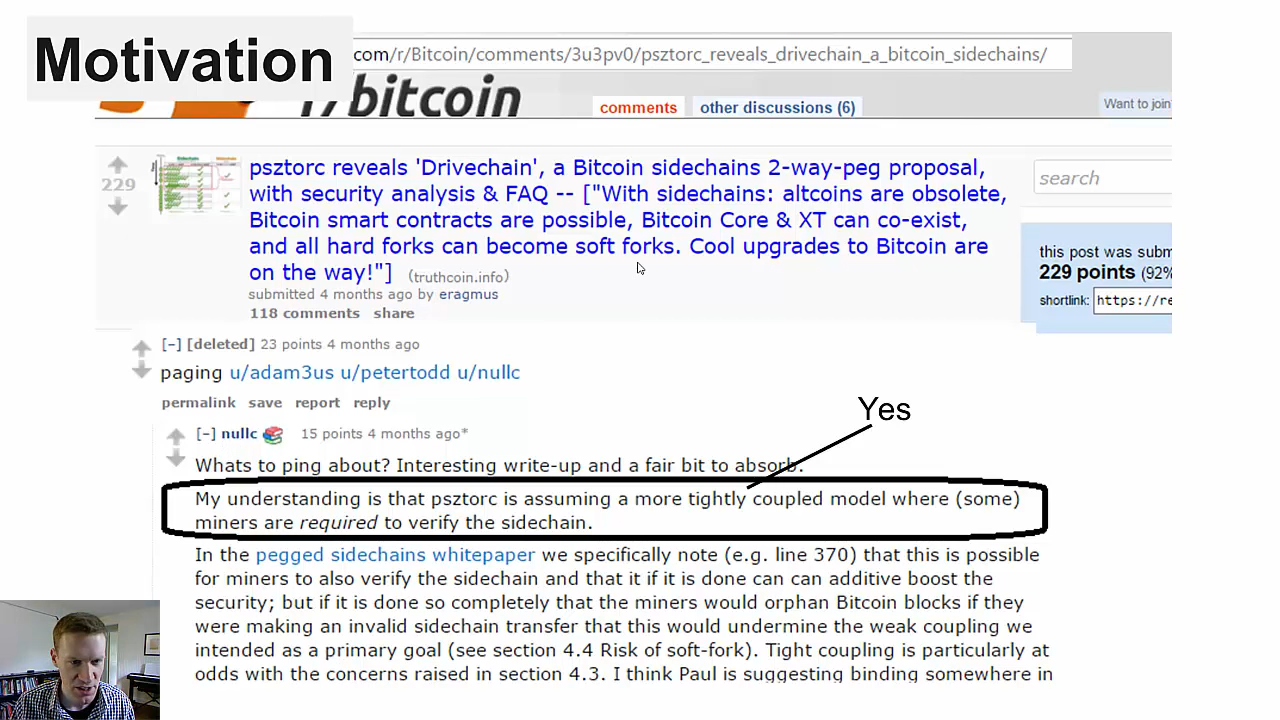 Motivation
com/r/Bitcoin/comments/3u3pv0/psztorc_reveals_drivechain_a_bitcoin_sidechains/
r/bitcoin
comments
other discussions (6)
Want to join
229
psztorc reveals 'Drivechain', a Bitcoin sidechains 2-way-peg proposal,
with security analysis & FAQ -- ["With sidechains: altcoins are obsolete,
Bitcoin smart contracts are possible, Bitcoin Core & XT can co-exist,
and all hard forks can become soft forks. Cool upgrades to Bitcoin are
on the way!"] (truthcoin.info)
submitted 4 months ago by eragmus
118 comments share
search
this post was subm
229 points (92%
shortlink: https://re
[–] [deleted] 23 points 4 months ago
paging u/adam3us u/petertodd u/nullc
permalink save report reply
Yes
[–] nullc 15 points 4 months ago*
Whats to ping about? Interesting write-up and a fair bit to absorb.
My understanding is that psztorc is assuming a more tightly coupled model where (some)
miners are required to verify the sidechain.
In the pegged sidechains whitepaper we specifically note (e.g. line 370) that this is possible
for miners to also verify the sidechain and that it if it is done can can additive boost the
security; but if it is done so completely that the miners would orphan Bitcoin blocks if they
were making an invalid sidechain transfer that this would undermine the weak coupling we
intended as a primary goal (see section 4.4 Risk of soft-fork). Tight coupling is particularly at
odds with the concerns raised in section 4.3. I think Paul is suggesting binding somewhere in